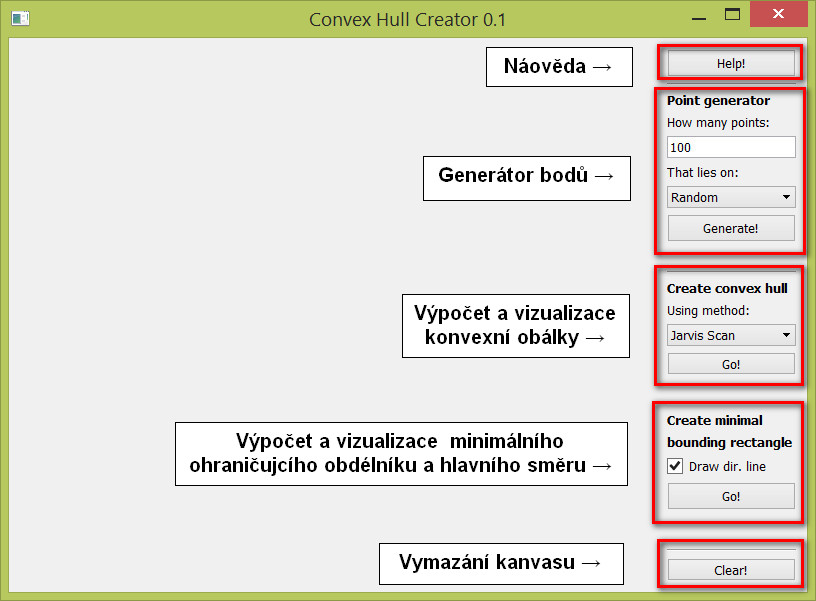 Convex Hull Creator 0.1
Náověda →
Help!
Generátor bodů →
Point generator
How many points:
100
That lies on:
Random
Generate!
Výpočet a vizualizace
konvexní obálky →
Create convex hull
Using method:
Jarvis Scan
Go!
Výpočet a vizualizace  minimálního
ohraničujcího obdélníku a hlavního směru →
Create minimal
bounding rectangle
Draw dir. line
Go!
Vymazání kanvasu →
Clear!